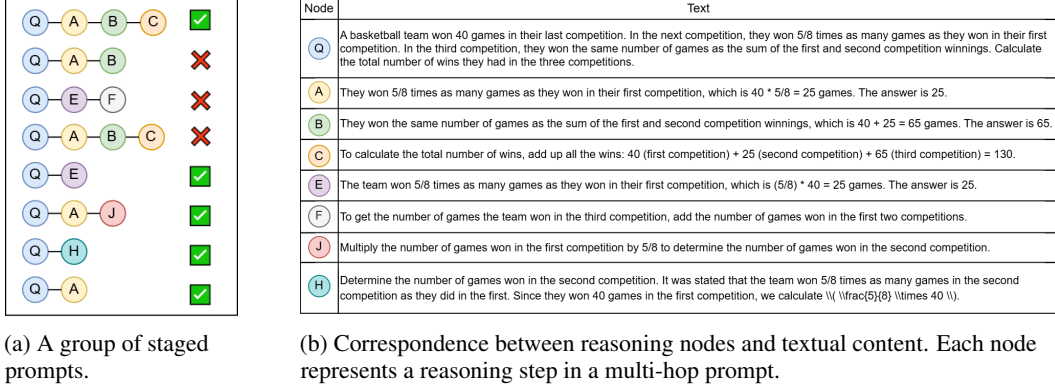 Q A B C
Q A B
Q E F
Q A B C
Q E
Q A J
Q H
Q A
(a) A group of staged
prompts.
Node Text
Q A basketball team won 40 games in their last competition. In the next competition, they won 5/8 times as many games as they won in their first
competition. In the third competition, they won the same number of games as the sum of the first and second competition winnings. Calculate
the total number of wins they had in the three competitions.
A They won 5/8 times as many games as they won in their first competition, which is 40 * 5/8 = 25 games. The answer is 25.
B They won the same number of games as the sum of the first and second competition winnings, which is 40 + 25 = 65 games. The answer is 65.
C To calculate the total number of wins, add up all the wins: 40 (first competition) + 25 (second competition) + 65 (third competition) = 130.
E The team won 5/8 times as many games as they won in their first competition, which is (5/8) * 40 = 25 games. The answer is 25.
F To get the number of games the team won in the third competition, add the number of games won in the first two competitions.
J Multiply the number of games won in the first competition by 5/8 to determine the number of games won in the second competition.
H Determine the number of games won in the second competition. It was stated that the team won 5/8 times as many games in the second
competition as they did in the first. Since they won 40 games in the first competition, we calculate \\( \\frac{5}{8} \\times 40 \\).
(b) Correspondence between reasoning nodes and textual content. Each node
represents a reasoning step in a multi-hop prompt.